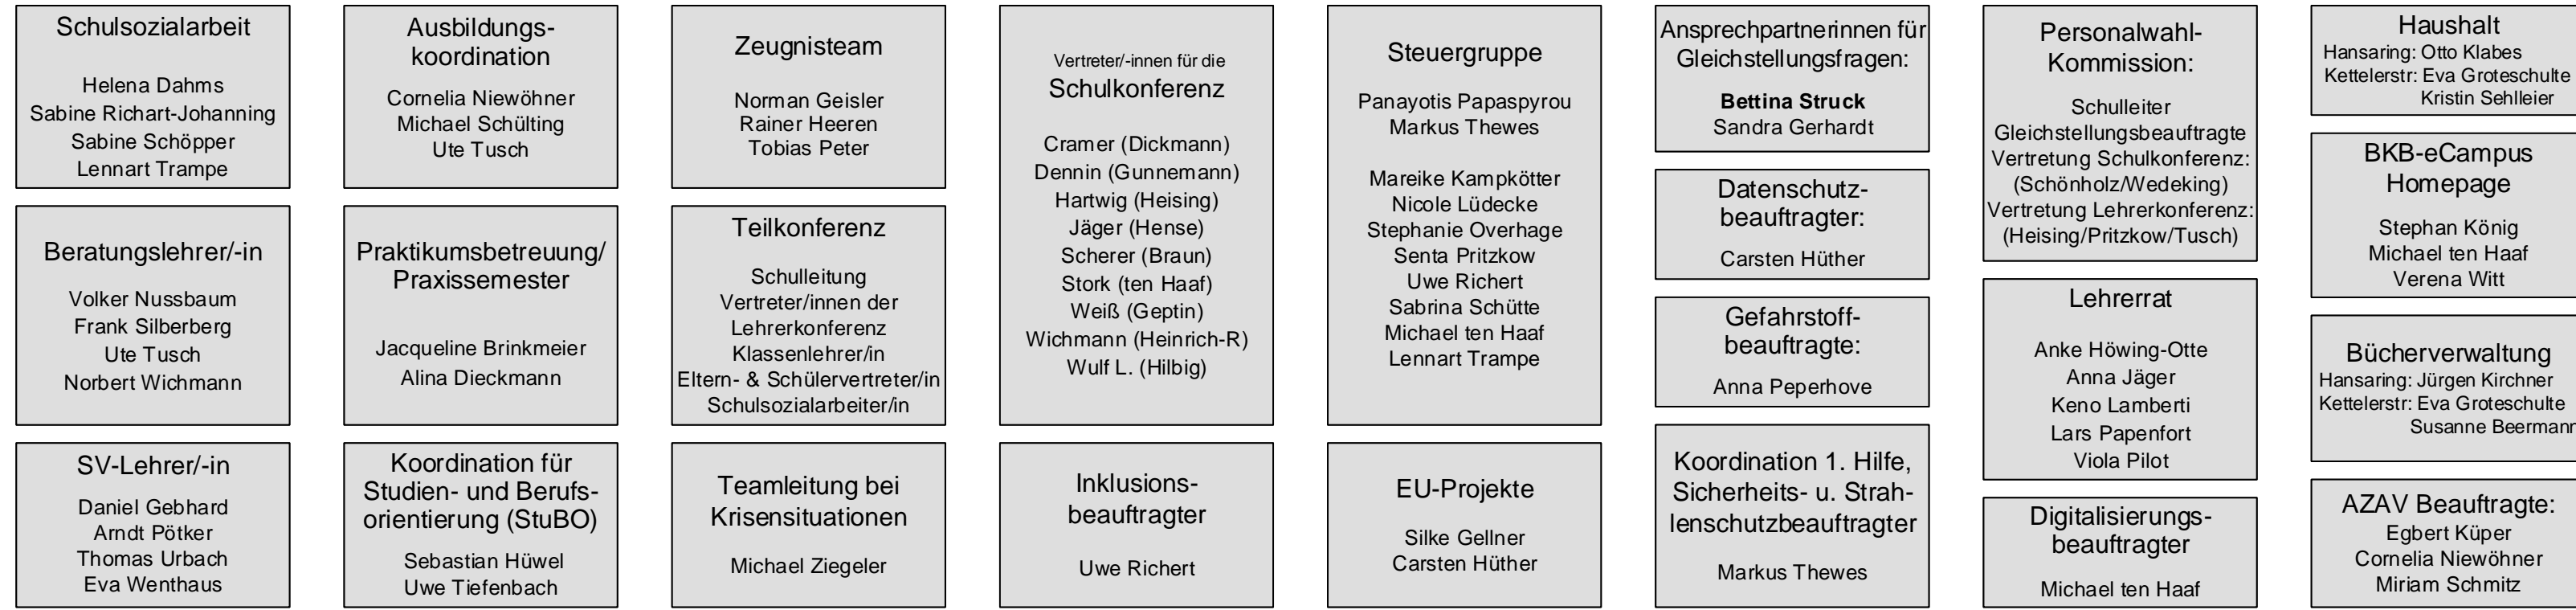 Schulsozialarbeit
Helena Dahms
Sabine Richart-Johanning
Sabine Schöpper
Lennart Trampe
Beratungslehrer/-in
Volker Nussbaum
Frank Silberberg
Ute Tusch
Norbert Wichmann
SV-Lehrer/-in
Daniel Gebhard
Arndt Pötker
Thomas Urbach
Eva Wenthaus
Ausbildungs-
koordination
Cornelia Niewöhner
Michael Schülting
Ute Tusch
Praktikumsbetreuung/
Praxissemester
Jacqueline Brinkmeier
Alina Dieckmann
Koordination für
Studien- und Berufs-
orientierung (StuBO)
Sebastian Hüwel
Uwe Tiefenbach
Zeugnisteam
Norman Geisler
Rainer Heeren
Tobias Peter
Teilkonferenz
Schulleitung
Vertreter/innen der
Lehrerkonferenz
Klassenlehrer/in
Eltern- & Schülervertreter/in
Schulsozialarbeiter/in
Teamleitung bei
Krisensituationen
Michael Ziegeler
Vertreter/-innen für die
Schulkonferenz
Cramer (Dickmann)
Dennin (Gunnemann)
Hartwig (Heising)
Jäger (Hense)
Scherer (Braun)
Stork (ten Haaf)
Weiß (Geptin)
Wichmann (Heinrich-R)
Wulf L. (Hilbig)
Inklusions-
beauftragter
Uwe Richert
Steuergruppe
Panayotis Papaspyrou
Markus Thewes
Mareike Kampkötter
Nicole Lüdecke
Stephanie Overhage
Senta Pritzkow
Uwe Richert
Sabrina Schütte
Michael ten Haaf
Lennart Trampe
EU-Projekte
Silke Gellner
Carsten Hüther
Ansprechpartnerinnen für
Gleichstellungsfragen:
Bettina Struck
Sandra Gerhardt
Datenschutz-
beauftragter:
Carsten Hüther
Gefahrstoff-
beauftragte:
Anna Peperhove
Koordination 1. Hilfe,
Sicherheits- u. Strah-
lenschutzbeauftragter
Markus Thewes
Personalwahl-
Kommission:
Schulleiter
Gleichstellungsbeauftragte
Vertretung Schulkonferenz:
(Schönholz/Wedeking)
Vertretung Lehrerkonferenz:
(Heising/Pritzkow/Tusch)
Lehrerrat
Anke Höwing-Otte
Anna Jäger
Keno Lamberti
Lars Papenfort
Viola Pilot
Digitalisierungs-
beauftragter
Michael ten Haaf
Haushalt
Hansaring: Otto Klabes
Kettelerstr: Eva Groteschulte
Kristin Sehlleier
BKB-eCampus
Homepage
Stephan König
Michael ten Haaf
Verena Witt
Bücherverwaltung
Hansaring: Jürgen Kirchner
Kettelerstr: Eva Groteschulte
Susanne Beermann
AZAV Beauftragte:
Egbert Küper
Cornelia Niewöhner
Miriam Schmitz